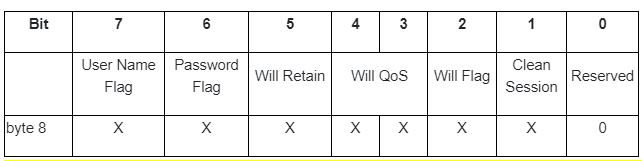 Bit 7 6 5 4 3 2 1 0
User Name Flag Password Flag Will Retain Will QoS Will Flag Clean Session Reserved
byte 8 X X X X X X X 0